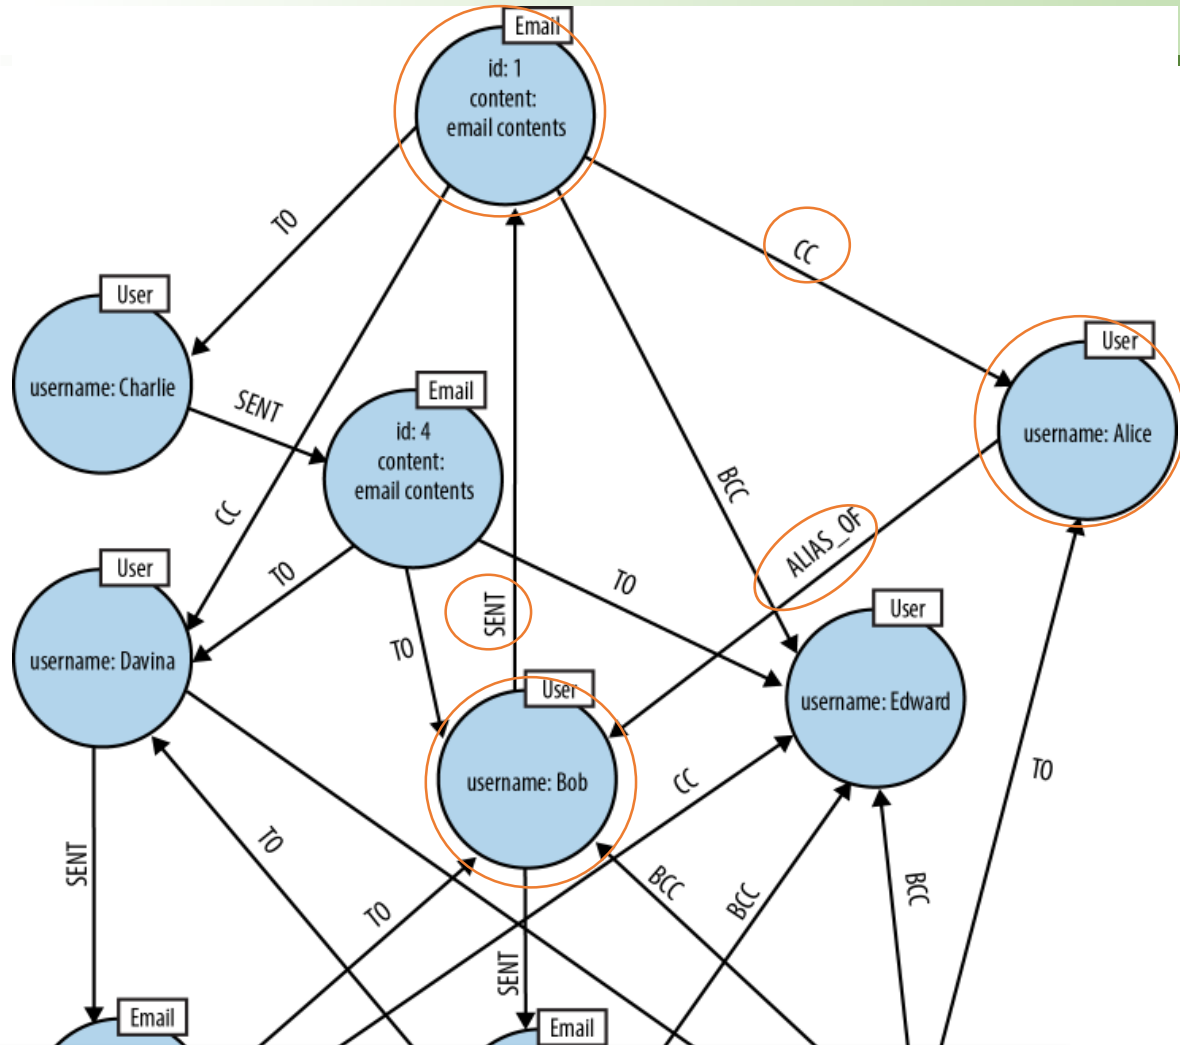 Email
id: 1
content:
email contents
TO
CC
User
User
username: Charlie
username: Alice
SENT
Email
id: 4
content:
email contents
CC
BCC
ALIAS_OF
User
TO
TO
User
username: Davina
SENT
TO
User
username: Edward
User
username: Bob
CC
TO
SENT
TO
TO
BCC
BCC
BCC
SENT
Email
Email